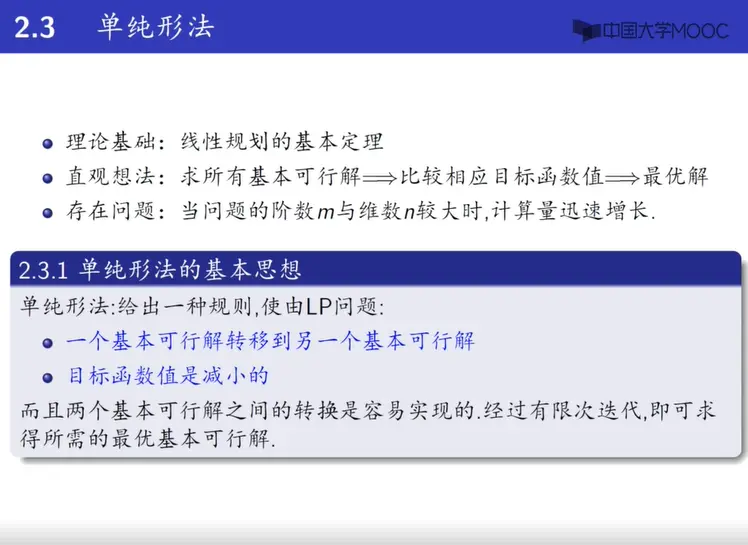 2.3 单纯形法
中国大学MOOC
理论基础：线性规划的基本定理
直观想法：求所有基本可行解⟹比较相应目标函数值⟹最优解
存在问题：当问题的阶数m与维数n较大时,计算量迅速增长.
2.3.1 单纯形法的基本思想
单纯形法:给出一种规则,使由LP问题:
一个基本可行解转移到另一个基本可行解
目标函数值是减小的
而且两个基本可行解之间的转换是容易实现的.经过有限次迭代,即可求
得所需的最优基本可行解.